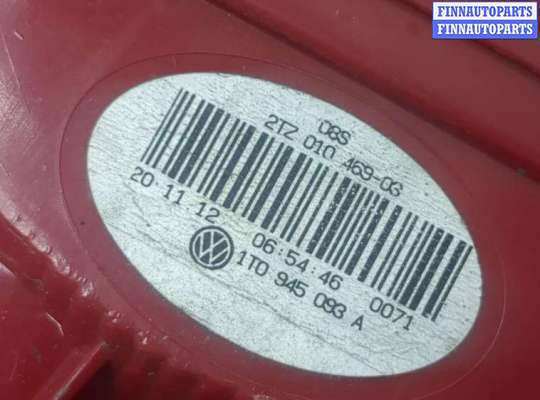 FINNAUTOPARTS
FINNAUTOPARTS
08S
2TZ 010 469-03
20·11·12 06:54:46 0071
1T0 945 093 A